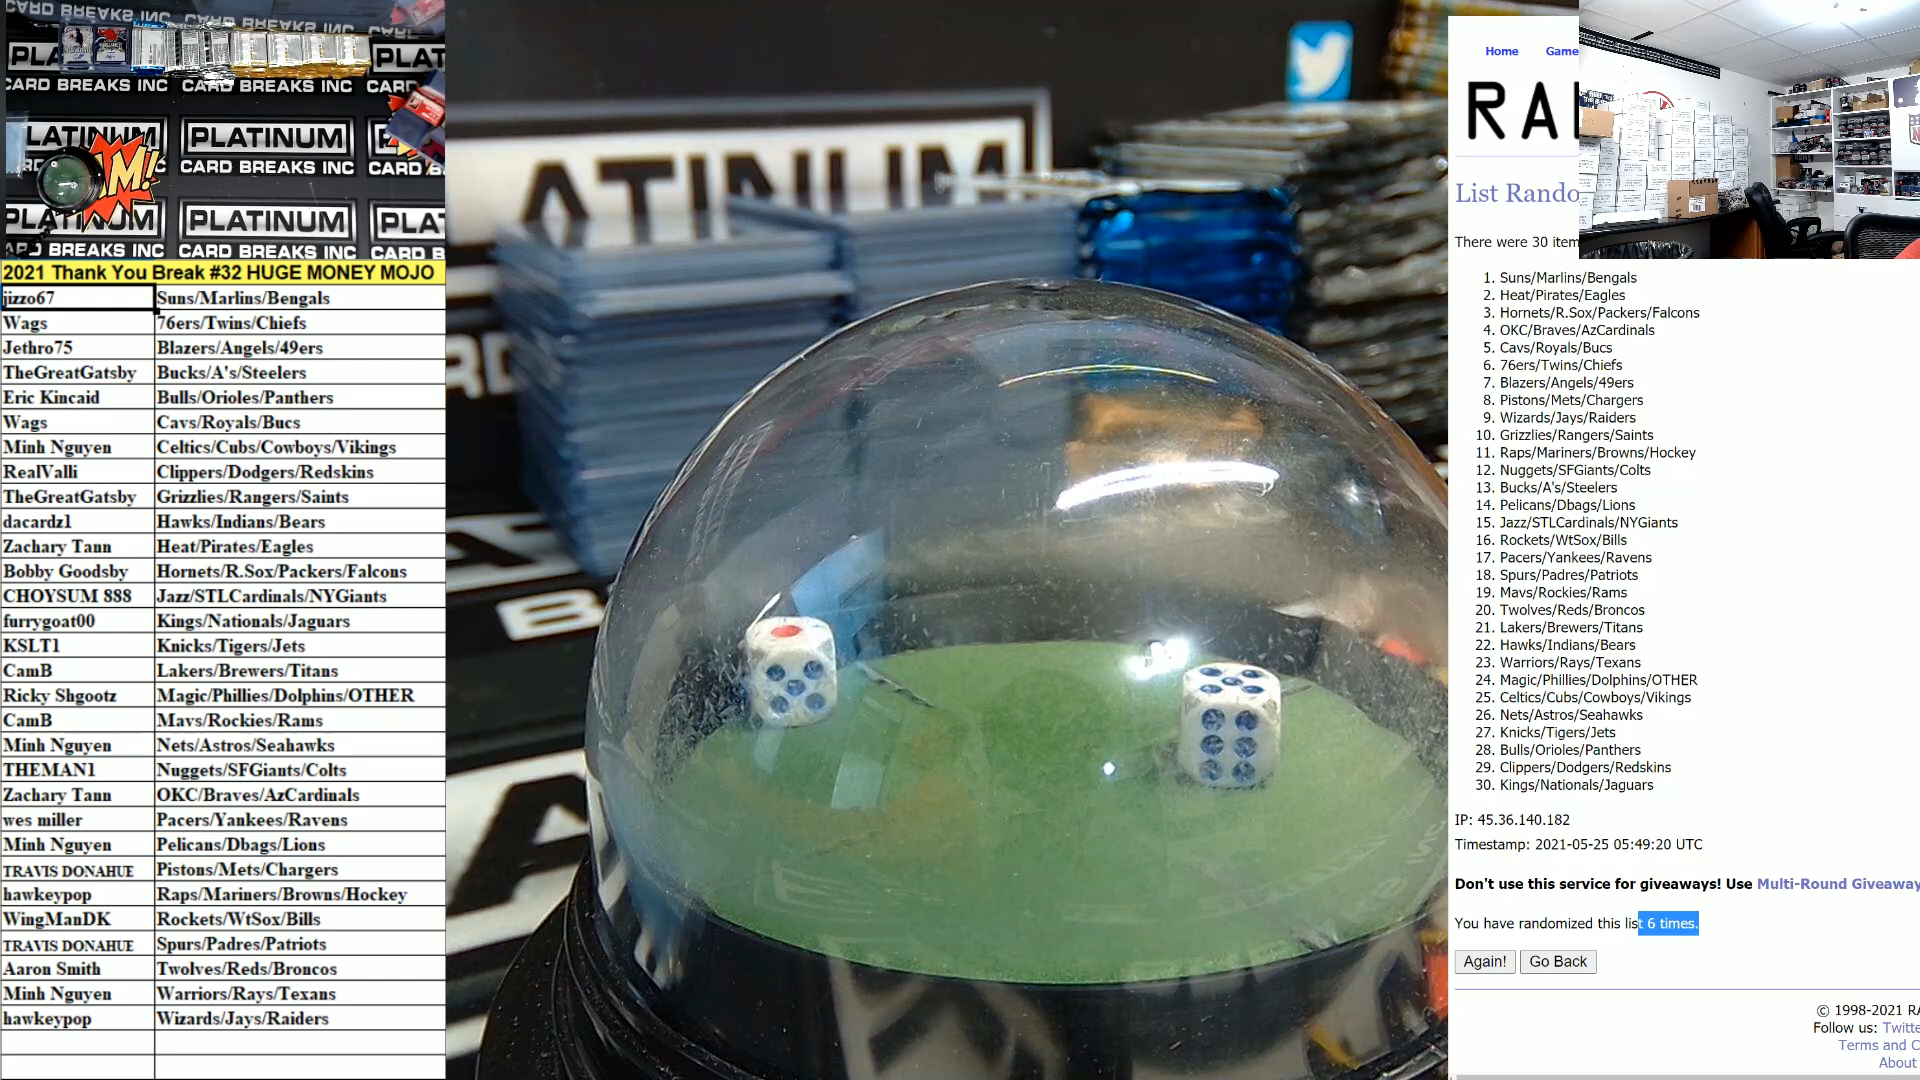 CARD BREAKS INC
PLATINUM
CARD BREAKS INC
PLATINUM
CARD BREAKS INC
PLATINUM
CARD BREAKS INC
ATINUM
2021 Thank You Break #32 HUGE MONEY MOJO
jizzo67 Suns/Marlins/Bengals
Wags 76ers/Twins/Chiefs
Jethro75 Blazers/Angels/49ers
TheGreatGatsby Bucks/A's/Steelers
Eric Kincaid Bulls/Orioles/Panthers
Wags Cavs/Royals/Bucs
Minh Nguyen Celtics/Cubs/Cowboys/Vikings
RealValli Clippers/Dodgers/Redskins
TheGreatGatsby Grizzlies/Rangers/Saints
dacardz1 Hawks/Indians/Bears
Zachary Tann Heat/Pirates/Eagles
Bobby Goodsby Hornets/R.Sox/Packers/Falcons
CHOYSUM 888 Jazz/STLCardinals/NYGiants
furrygoat00 Kings/Nationals/Jaguars
KSLT1 Knicks/Tigers/Jets
CamB Lakers/Brewers/Titans
Ricky Shgootz Magic/Phillies/Dolphins/OTHER
CamB Mavs/Rockies/Rams
Minh Nguyen Nets/Astros/Seahawks
THEMAN1 Nuggets/SFGiants/Colts
Zachary Tann OKC/Braves/AzCardinals
wes miller Pacers/Yankees/Ravens
Minh Nguyen Pelicans/Dbags/Lions
TRAVIS DONAHUE Pistons/Mets/Chargers
hawkeypop Raps/Mariners/Browns/Hockey
WingManDK Rockets/WtSox/Bills
TRAVIS DONAHUE Spurs/Padres/Patriots
Aaron Smith Twolves/Reds/Broncos
Minh Nguyen Warriors/Rays/Texans
hawkeypop Wizards/Jays/Raiders
Home Game
RA
List Rando
There were 30 item
1. Suns/Marlins/Bengals
2. Heat/Pirates/Eagles
3. Hornets/R.Sox/Packers/Falcons
4. OKC/Braves/AzCardinals
5. Cavs/Royals/Bucs
6. 76ers/Twins/Chiefs
7. Blazers/Angels/49ers
8. Pistons/Mets/Chargers
9. Wizards/Jays/Raiders
10. Grizzlies/Rangers/Saints
11. Raps/Mariners/Browns/Hockey
12. Nuggets/SFGiants/Colts
13. Bucks/A's/Steelers
14. Pelicans/Dbags/Lions
15. Jazz/STLCardinals/NYGiants
16. Rockets/WtSox/Bills
17. Pacers/Yankees/Ravens
18. Spurs/Padres/Patriots
19. Mavs/Rockies/Rams
20. Twolves/Reds/Broncos
21. Lakers/Brewers/Titans
22. Hawks/Indians/Bears
23. Warriors/Rays/Texans
24. Magic/Phillies/Dolphins/OTHER
25. Celtics/Cubs/Cowboys/Vikings
26. Nets/Astros/Seahawks
27. Knicks/Tigers/Jets
28. Bulls/Orioles/Panthers
29. Clippers/Dodgers/Redskins
30. Kings/Nationals/Jaguars
IP: 45.36.140.182
Timestamp: 2021-05-25 05:49:20 UTC
Don't use this service for giveaways! Use Multi-Round Giveaway
You have randomized this list 6 times.
Again! Go Back
© 1998-2021 RA
Follow us: Twitte
Terms and C
About